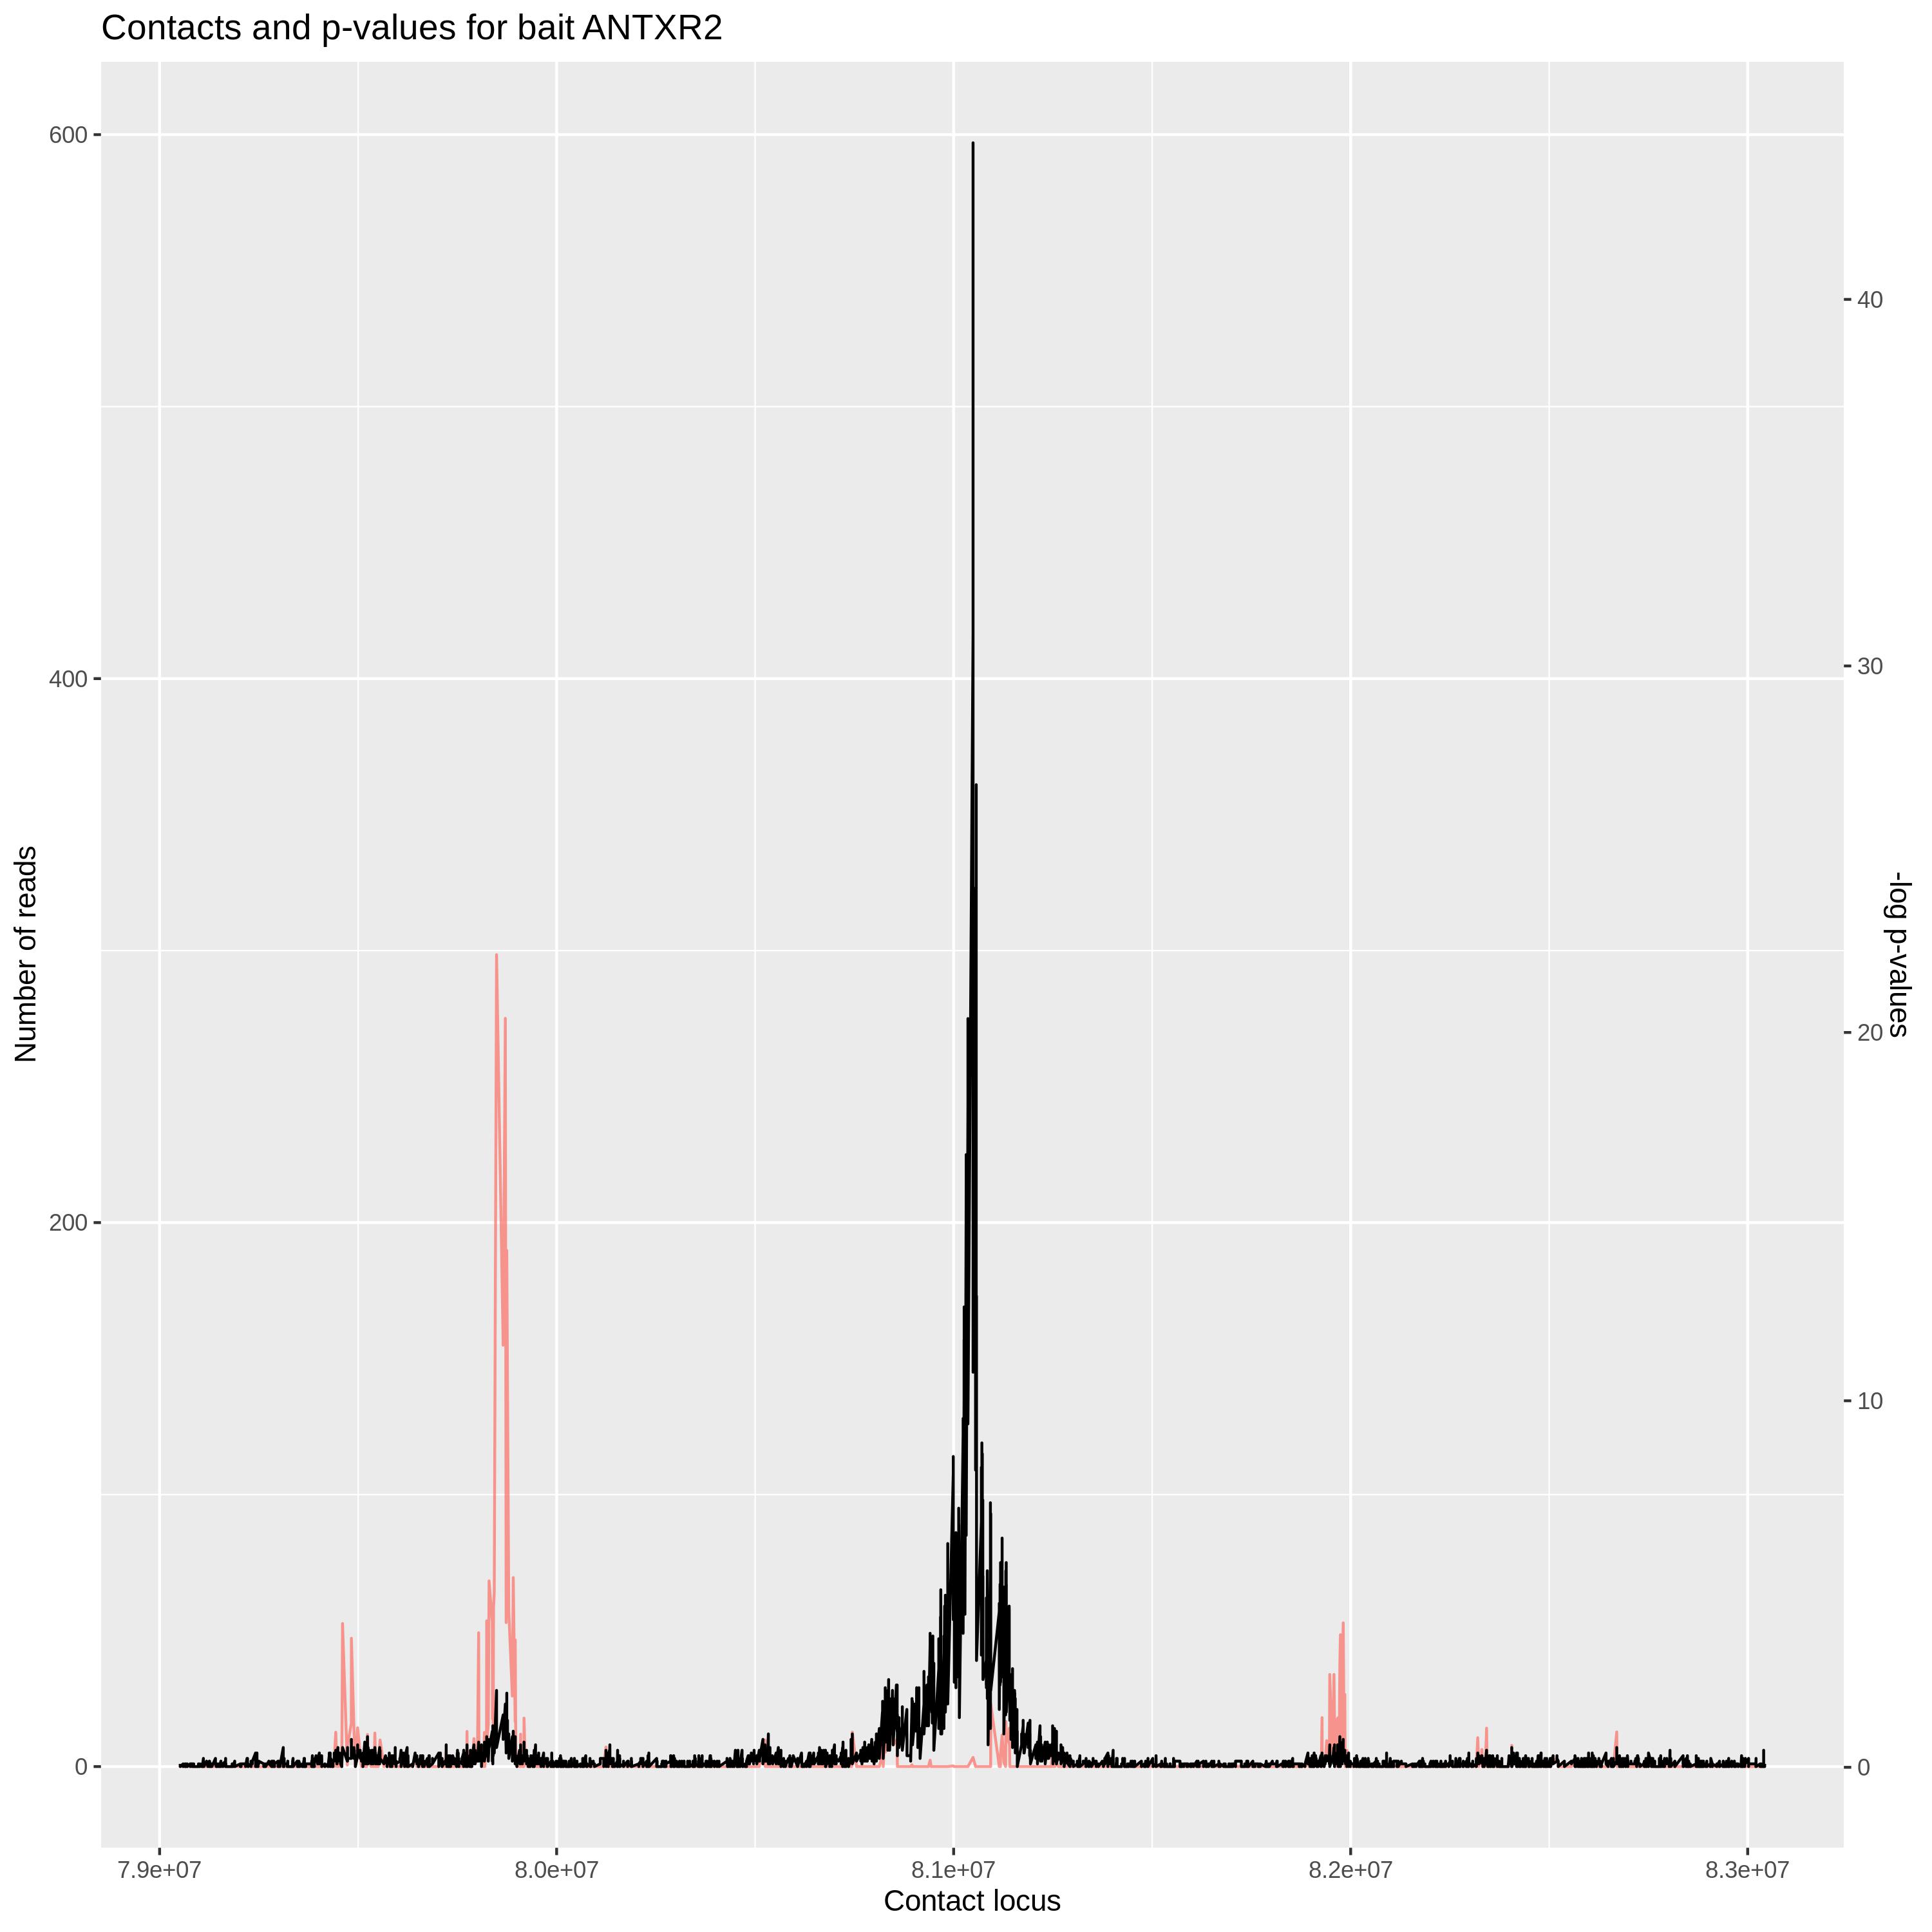 Contacts and p-values for bait ANTXR2
600
400
200
0
Number of reads
40
30
20
10
0
-log p-values
7.9e+07
8.0e+07
8.1e+07
8.2e+07
8.3e+07
Contact locus